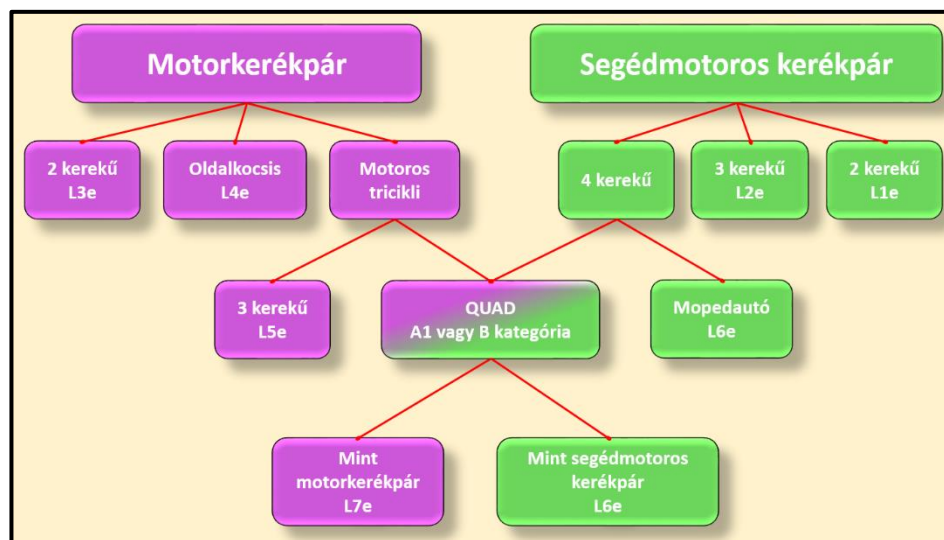 Motorkerékpár
Segédmotoros kerékpár
2 kerekű
L3e
Oldalkocsis
L4e
Motoros
tricikli
4 kerekű
3 kerekű
L2e
2 kerekű
L1e
3 kerekű
L5e
QUAD
A1 vagy B kategória
Mopedautó
L6e
Mint
motorkerékpár
L7e
Mint segédmotoros
kerékpár
L6e